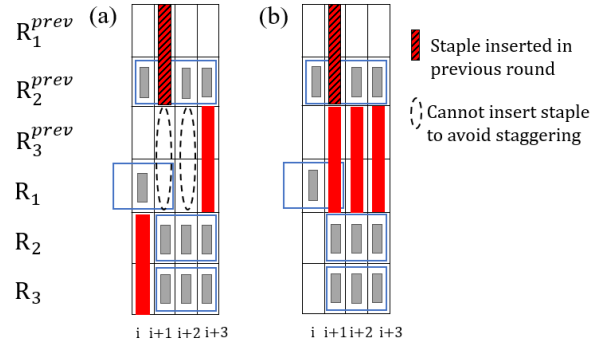 (a)
(b)
R₁ᵖʳᵉᵛ
R₂ᵖʳᵉᵛ
R₃ᵖʳᵉᵛ
R₁
R₂
R₃
i i+1 i+2 i+3
i i+1 i+2 i+3
Staple inserted in
previous round
Cannot insert staple
to avoid staggering